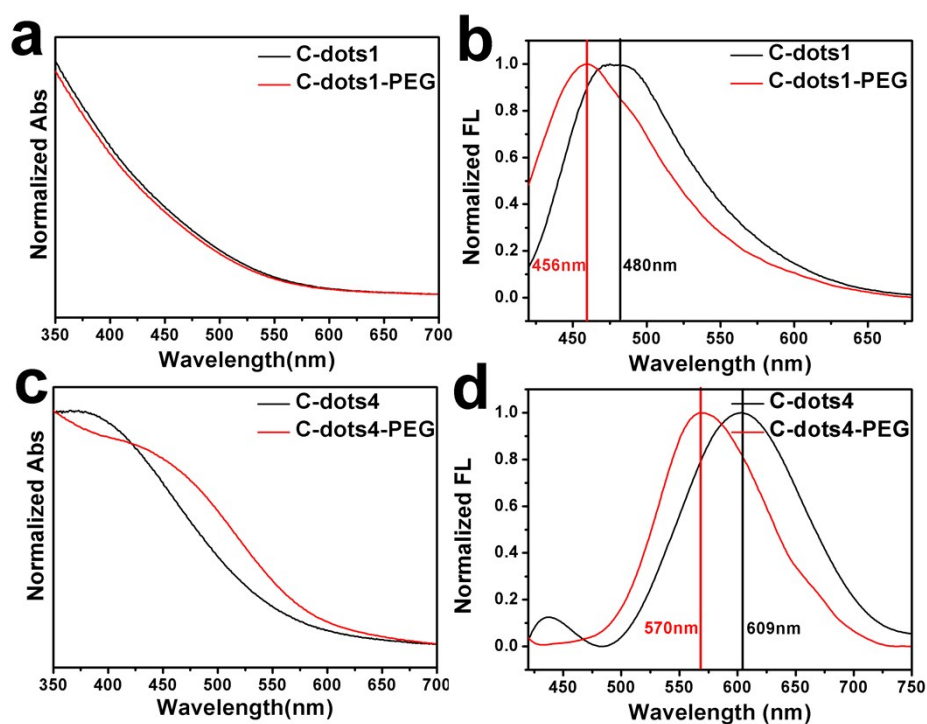 a
C-dots1
C-dots1-PEG
Normalized Abs
350 400 450 500 550 600 650 700
Wavelength(nm)
b
C-dots1
C-dots1-PEG
Normalized FL
1.0
0.8
0.6
0.4
0.2
0.0
456nm
480nm
450 500 550 600 650
Wavelength (nm)
c
C-dots4
C-dots4-PEG
Normalized Abs
350 400 450 500 550 600 650 700
Wavelength(nm)
d
C-dots4
C-dots4-PEG
Normalized FL
1.0
0.8
0.6
0.4
0.2
0.0
570nm
609nm
450 500 550 600 650 700 750
Wavelength (nm)